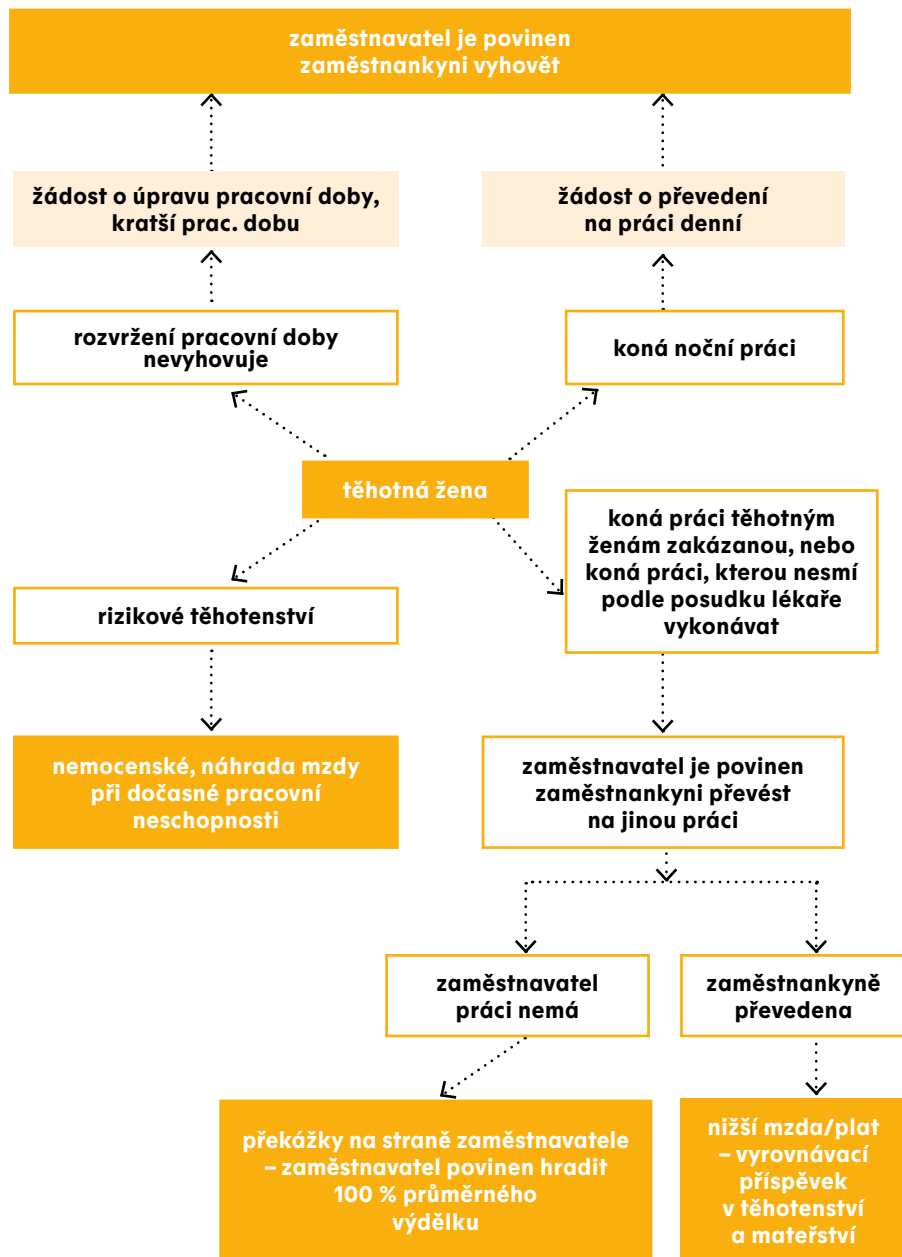 zaměstnavatel je povinen
zaměstnankyni vyhovět
žádost o úpravu pracovní doby,
kratší prac. dobu
žádost o převedení
na práci denní
rozvržení pracovní doby
nevyhovuje
koná noční práci
těhotná žena
koná práci těhotným
ženám zakázanou, nebo
koná práci, kterou nesmí
podle posudku lékaře
vykonávat
rizikové těhotenství
nemocenské, náhrada mzdy
při dočasné pracovní
neschopnosti
zaměstnavatel je povinen
zaměstnankyni převést
na jinou práci
zaměstnavatel
práci nemá
zaměstnankyně
převedena
překážky na straně zaměstnavatele
– zaměstnavatel povinen hradit
100 % průměrného
výdělku
nižší mzda/plat
– vyrovnávací
příspěvek
v těhotenství
a mateřství